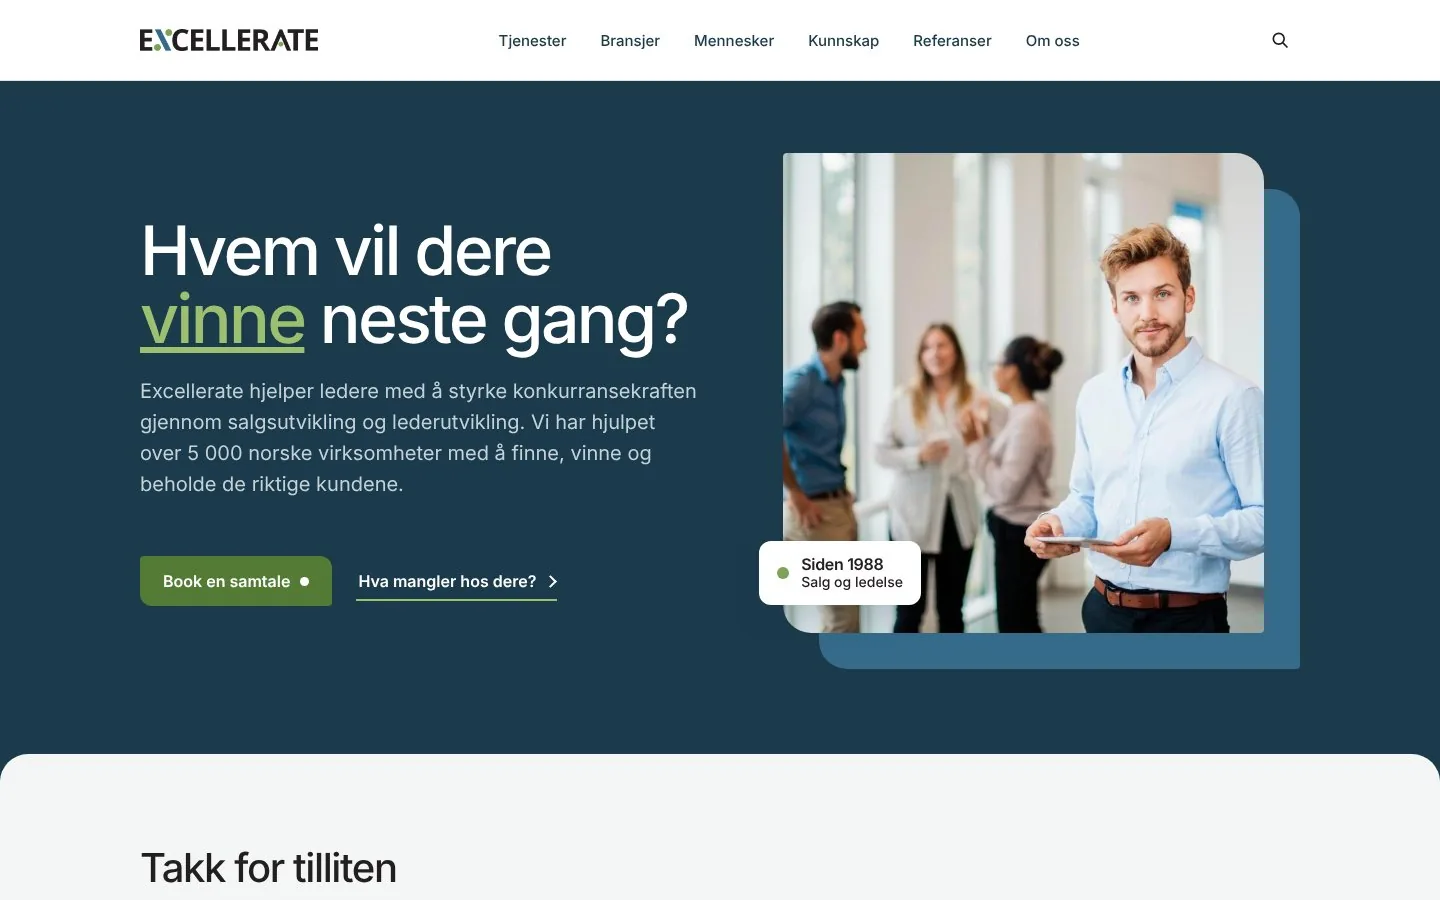 EXCELLERATE
Tjenester
Bransjer
Mennesker
Kunnskap
Referanser
Om oss
Hvem vil dere
vinne neste gang?
Excellerate hjelper ledere med å styrke konkurransekraften
gjennom salgsutvikling og lederutvikling. Vi har hjulpet
over 5 000 norske virksomheter med å finne, vinne og
beholde de riktige kundene.
Book en samtale
Hva mangler hos dere?
Siden 1988
Salg og ledelse
Takk for tilliten